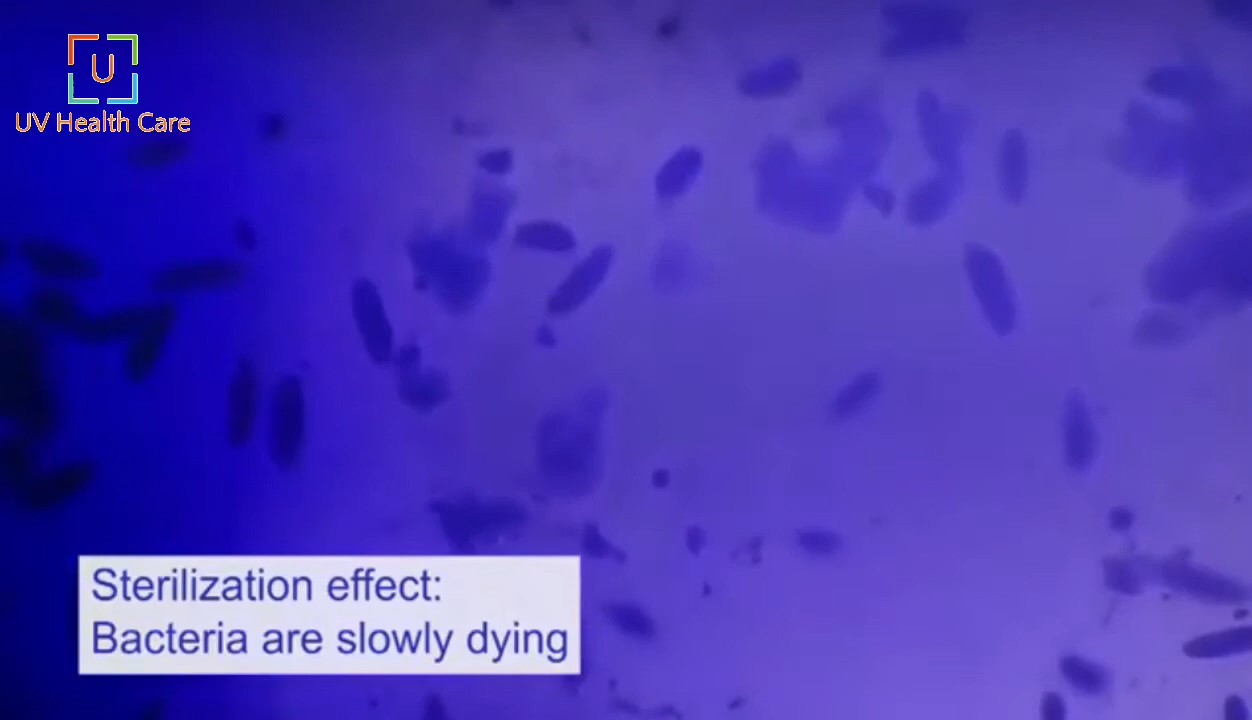 U
UV Health Care
Sterilization effect:
Bacteria are slowly dying